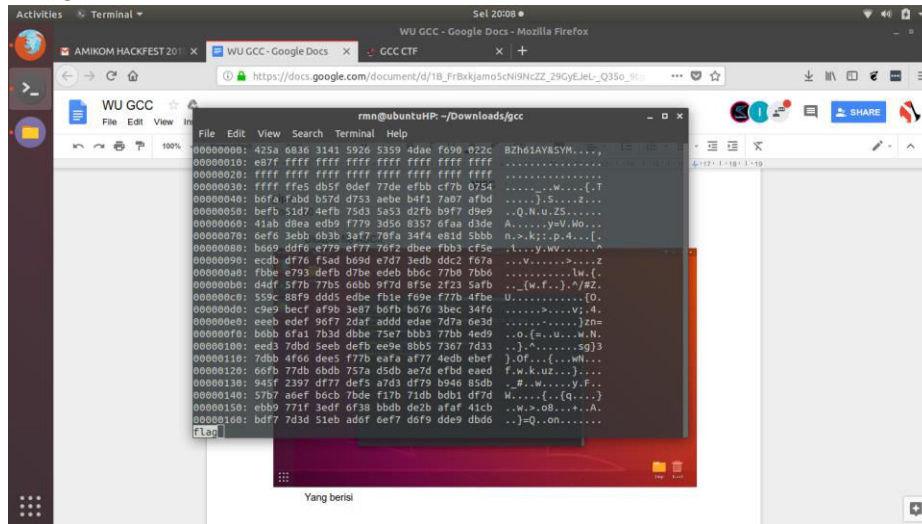 Activities Terminal Sel 20:08
WU GCC - Google Docs - Mozilla Firefox
AMIKOM HACKFEST 201 WU GCC - Google Docs GCC CTF
https://docs.google.com/document/d/
WU GCC
File Edit View
SHARE
100%
rmn@ubuntuHP: ~/Downloads/gcc
File Edit View Search Terminal Help
00000000: 425a 6836 3141 5926 5359 4dae f690 022c BZh61AY&SYM....,
00000010: e87f ffff ffff ffff ffff ffff ffff ffff ................
00000020: ffff ffff ffff ffff ffff ffff ffff ffff ................
00000030: ffff ffe5 db5f 0def 77de efbb cf7b 0754 ....._..w....{.T
00000040: b6fa fabd b57d d753 aebe b4f1 7a07 afbd .....}.S....z...
00000050: befb 51d7 4efb 75d3 5a53 d2fb b9f7 d9e9 ..Q.N.u.ZS......
00000060: 41ab d8ea edb9 f779 3d56 8357 6faa d3de A......y=V.Wo...
00000070: 6ef6 3ebb 6b3b 3af7 70fa 34f4 e81d 5bbb n.>.k;:.p.4...[.
00000080: b669 ddf6 e779 ef77 76f2 dbee fbb3 cf5e .i...y.wv......^
00000090: ecdb df76 f5ad b69d e7d7 3edb ddc2 f67a ...v......>....z
000000a0: fbbe e793 defb d7be edeb bb6c 77b0 7bb6 ...........lw.{.
000000b0: d4df 5f7b 77b5 66bb 9f7d 8f5e 2f23 5afb .._{w.f..}.^/#Z.
000000c0: 559c 88f9 ddd5 edbe fb1e f69e f77b 4fbe U............{O.
000000d0: c9e9 becf af9b 3e87 b6fb b676 3bec 34f6 ......>....v;.4.
000000e0: eeeb edef 96f7 2daf addd edae 7d7a 6e3d ......-.....}zn=
000000f0: b6bb 6fa1 7b3d dbbe 75e7 bbb3 77bb 4ed9 ..o.{=..u...w.N.
00000100: eed3 7dbd 5eeb defb ee9e 8bb5 7367 7d33 ..}.^.......sg}3
00000110: 7dbb 4f66 dee5 f77b eafa af77 4edb ebef }.Of...{...wN...
00000120: 66fb 77db 6bdb 757a d5db ae7d efbd eaed f.w.k.uz...}....
00000130: 945f 2397 df77 def5 a7d3 df79 b946 85db ._#..w.....y.F..
00000140: 57b7 a6ef b6cb 7bde f17b 71db bdb1 df7d W.....{..{q....}
00000150: ebb9 771f 3edf 6f38 bbdb de2b afaf 41cb ..w.>.o8...+..A.
00000160: bdf7 7d3d 51eb ad6f 6ef7 d6f9 dde9 dbd6 ..}=Q..on.......
flag
Yang berisi